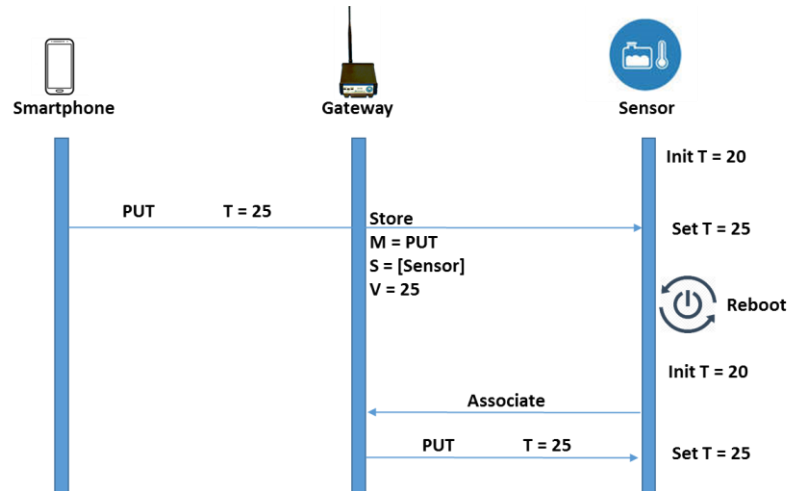 Smartphone
Gateway
Sensor
Init T = 20
PUT T = 25
Store
M = PUT
S = [Sensor]
V = 25
Set T = 25
Reboot
Init T = 20
Associate
PUT T = 25
Set T = 25